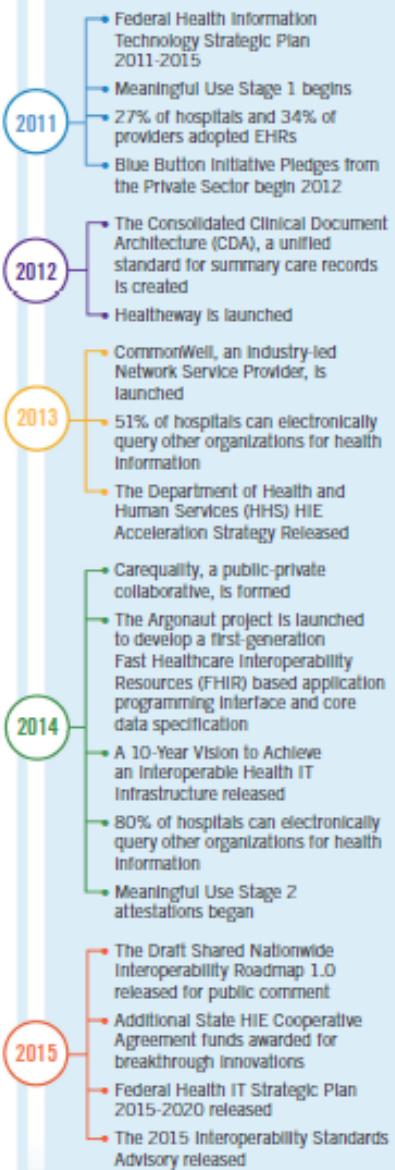 2011
Federal Health Information
Technology Strategic Plan
2011-2015
Meaningful Use Stage 1 begins
27% of hospitals and 34% of
providers adopted EHRs
Blue Button Initiative Pledges from
the Private Sector begin 2012
2012
The Consolidated Clinical Document
Architecture (CDA), a unified
standard for summary care records
is created
Healtheway is launched
2013
CommonWell, an industry-led
Network Service Provider, is
launched
51% of hospitals can electronically
query other organizations for health
information
The Department of Health and
Human Services (HHS) HIE
Acceleration Strategy Released
2014
Carequality, a public-private
collaborative, is formed
The Argonaut project is launched
to develop a first-generation
Fast Healthcare Interoperability
Resources (FHIR) based application
programming interface and core
data specification
A 10-Year Vision to Achieve
an Interoperable Health IT
Infrastructure released
80% of hospitals can electronically
query other organizations for health
information
Meaningful Use Stage 2
attestations began
2015
The Draft Shared Nationwide
Interoperability Roadmap 1.0
released for public comment
Additional State HIE Cooperative
Agreement funds awarded for
breakthrough innovations
Federal Health IT Strategic Plan
2015-2020 released
The 2015 Interoperability Standards
Advisory released